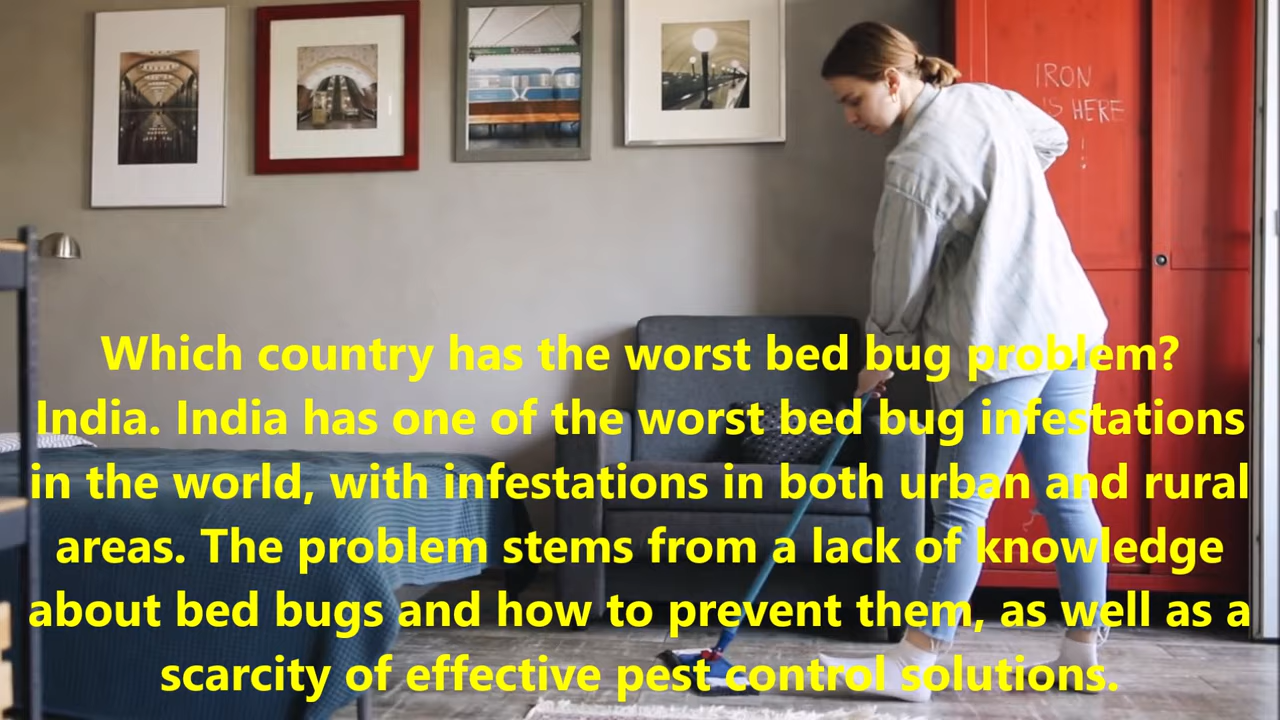 IRON
IS HERE
!
Which country has the worst bed bug problem?
India. India has one of the worst bed bug infestations
in the world, with infestations in both urban and rural
areas. The problem stems from a lack of knowledge
about bed bugs and how to prevent them, as well as a
scarcity of effective pest control solutions.